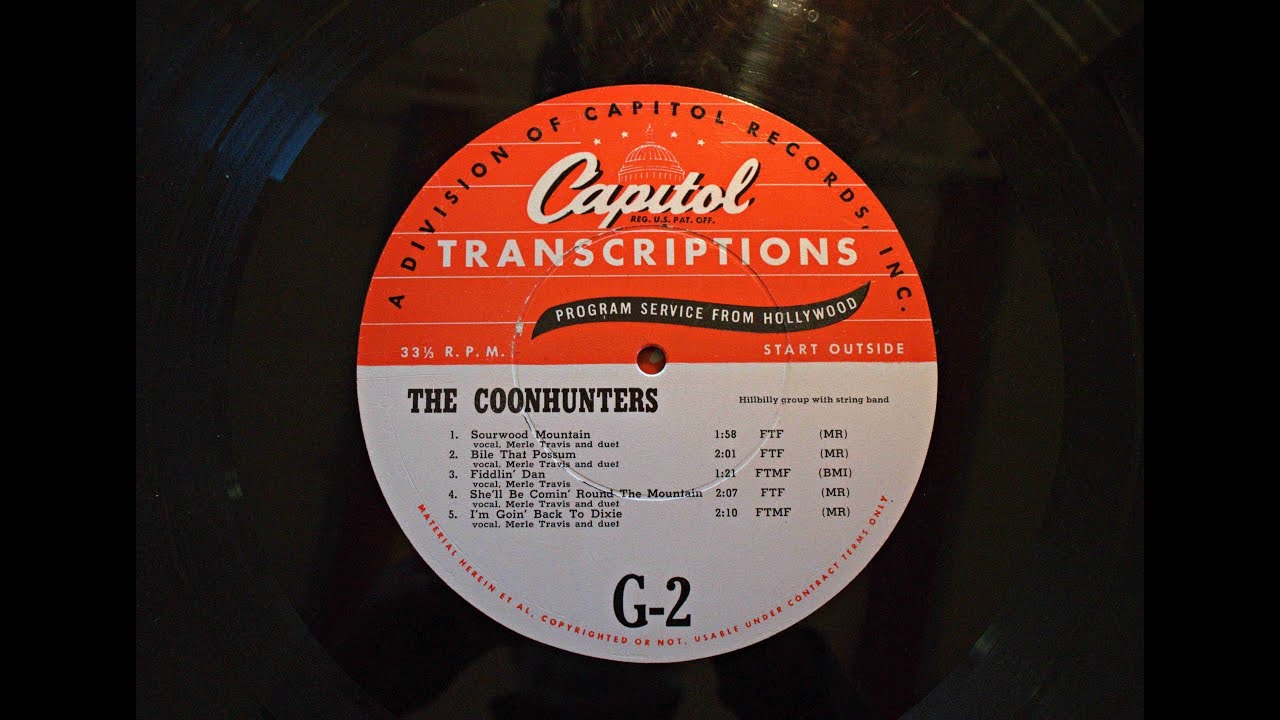 A DIVISION OF CAPITOL RECORDS, INC.
Capitol
REG. U.S. PAT. OFF.
TRANSCRIPTIONS
PROGRAM SERVICE FROM HOLLYWOOD
33⅓ R.P.M. START OUTSIDE
THE COONHUNTERS Hillbilly group with string band
1. Sourwood Mountain 1:58 FTF (MR)
vocal, Merle Travis and duet
2. Bile That Possum 2:01 FTF (MR)
vocal, Merle Travis and duet
3. Fiddlin' Dan 1:21 FTMF (BMI)
vocal, Merle Travis
4. She'll Be Comin' Round The Mountain 2:07 FTF (MR)
vocal, Merle Travis and duet
5. I'm Goin' Back To Dixie 2:10 FTMF (MR)
vocal, Merle Travis and duet
G-2
MATERIAL HEREIN ET AL, COPYRIGHTED OR NOT, USABLE UNDER CONTRACT TERMS ONLY